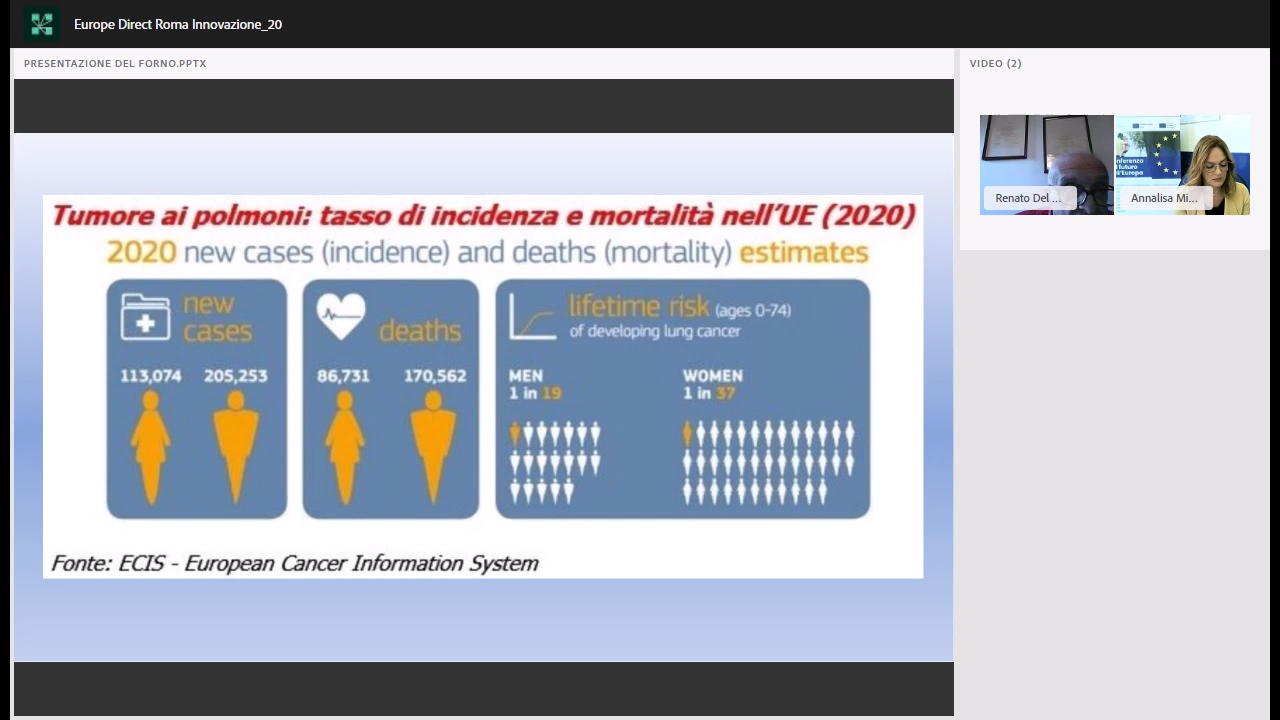 Europe Direct Roma Innovazione_20
PRESENTAZIONE DEL FORNO.PPTX
VIDEO (2)
Tumore ai polmoni: tasso di incidenza e mortalità nell'UE (2020)
2020 new cases (incidence) and deaths (mortality) estimates
new
cases
113,074 205,253
deaths
86,731 170,562
lifetime risk (ages 0-74)
of developing lung cancer
MEN
1 in 19
WOMEN
1 in 37
Fonte: ECIS - European Cancer Information System
Renato Del ...
Annalisa Mi...